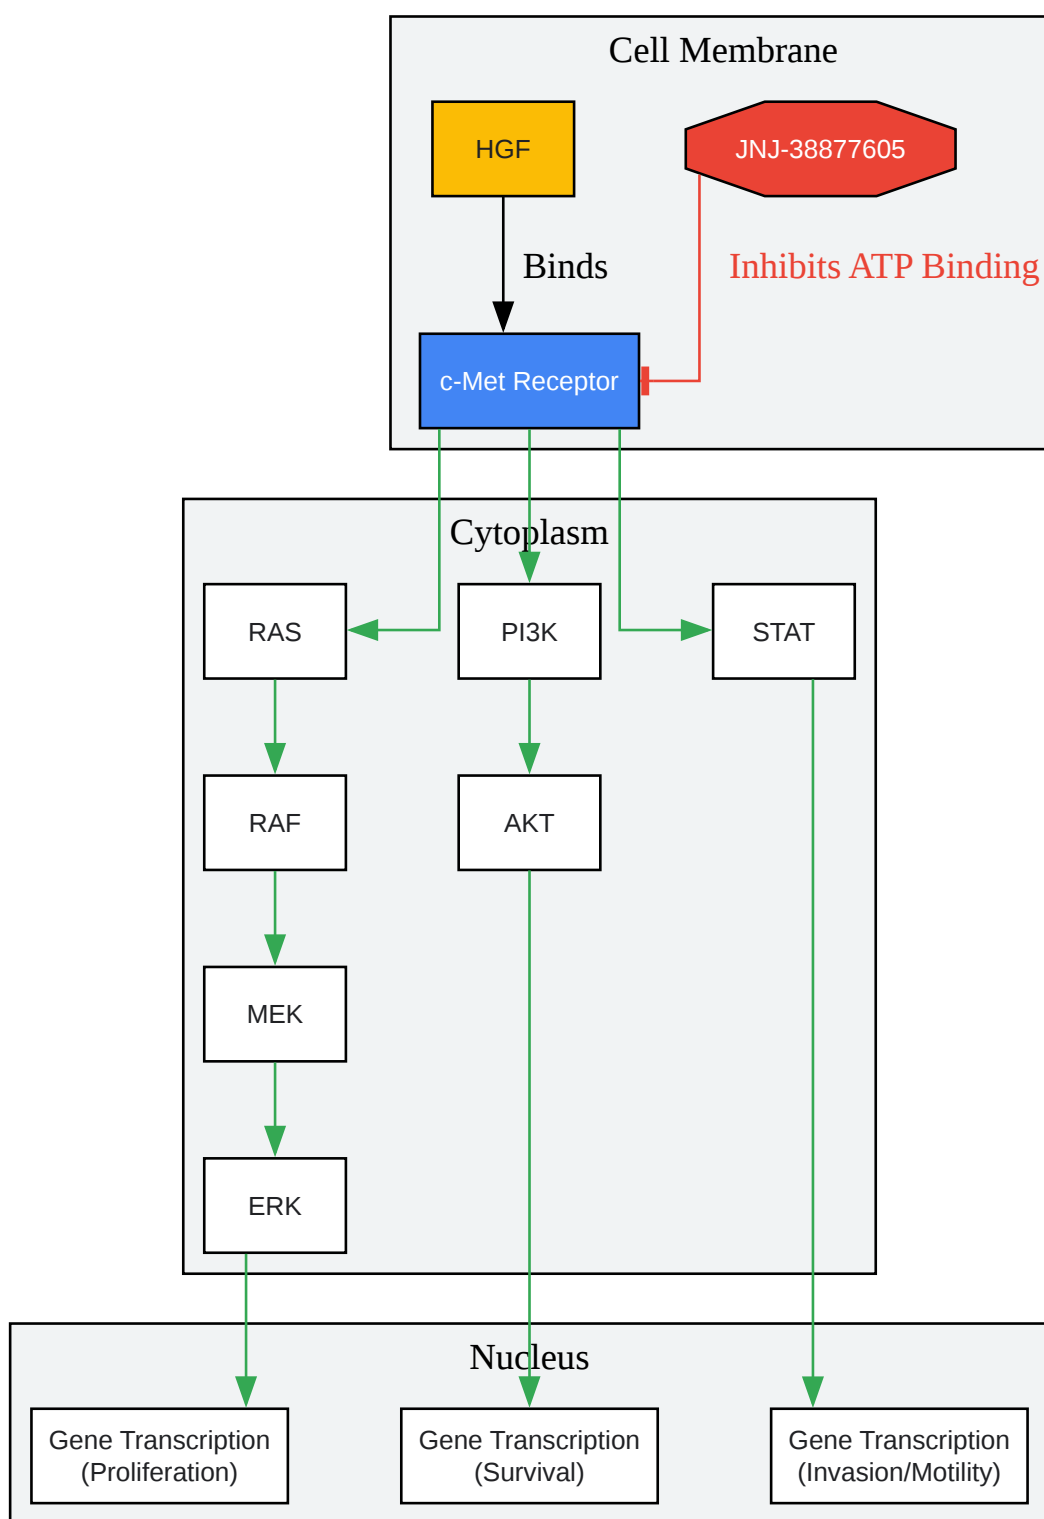 Cell Membrane
HGF
JNJ-38877605
Binds
Inhibits ATP Binding
c-Met Receptor
Cytoplasm
RAS
PI3K
STAT
RAF
AKT
MEK
ERK
Nucleus
Gene Transcription
(Proliferation)
Gene Transcription
(Survival)
Gene Transcription
(Invasion/Motility)